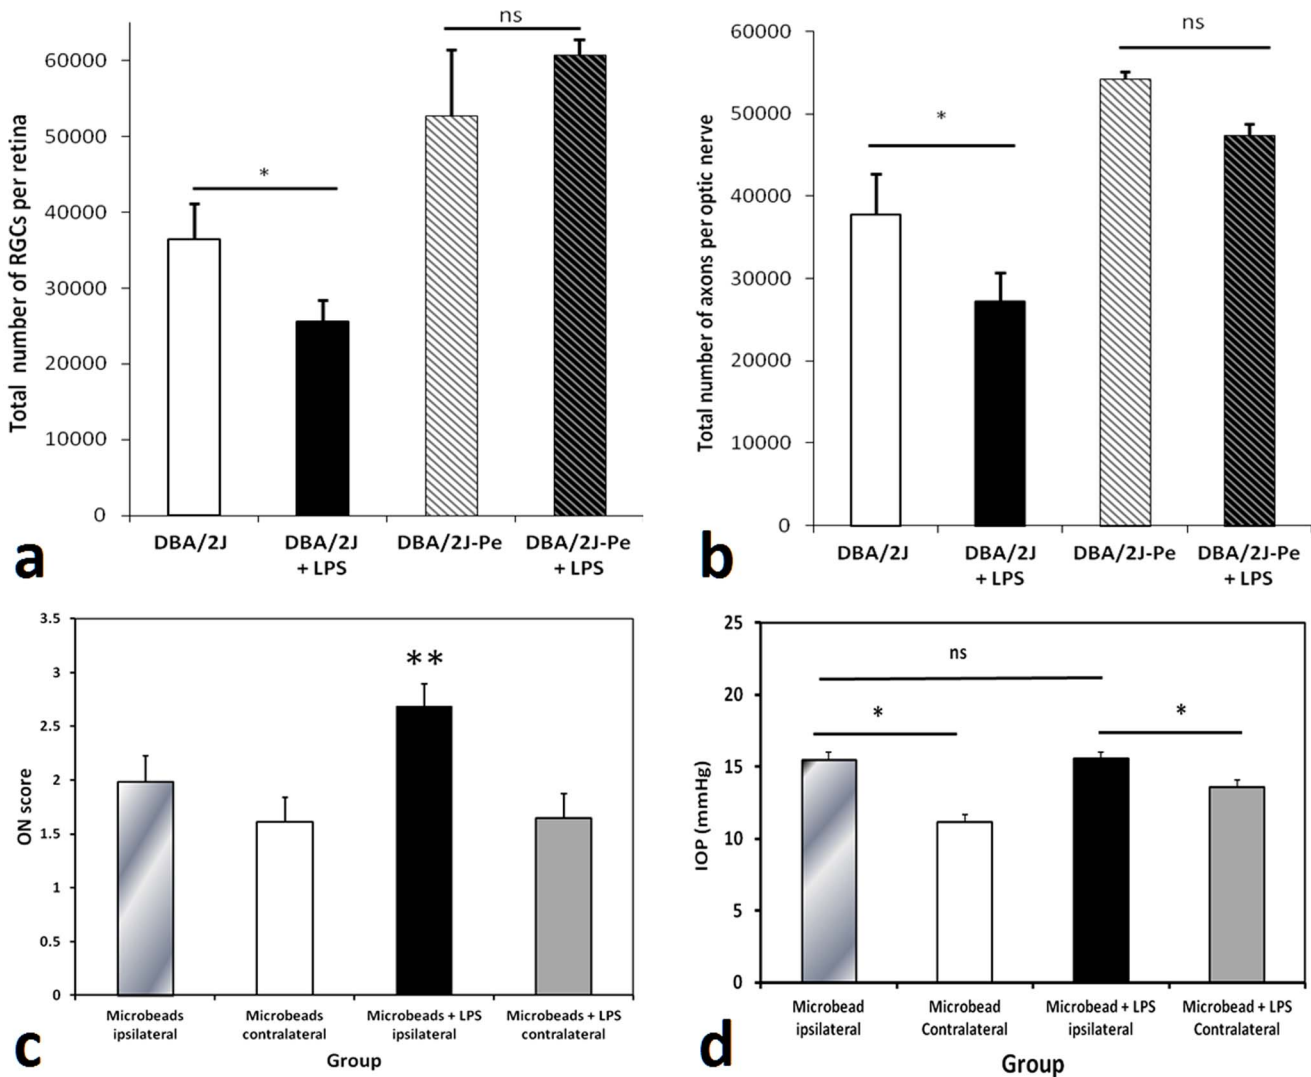 ns
60000
50000
40000
30000
20000
10000
0
*
Total number of RGCs per retina
DBA/2J
DBA/2J
+ LPS
DBA/2J-Pe
DBA/2J-Pe
+ LPS
a
ns
60000
50000
40000
30000
20000
10000
0
*
Total number of axons per optic nerve
DBA/2J
DBA/2J
+ LPS
DBA/2J-Pe
DBA/2J-Pe
+ LPS
b
3.5
3
2.5
2
1.5
1
0.5
0
**
ON score
Microbeads
ipsilateral
Microbeads
contralateral
Microbeads + LPS
ipsilateral
Microbeads + LPS
contralateral
Group
c
25
20
15
10
5
0
ns
*
*
IOP (mmHg)
Microbead
ipsilateral
Microbead
Contralateral
Microbead + LPS
ipsilateral
Microbead + LPS
Contralateral
Group
d